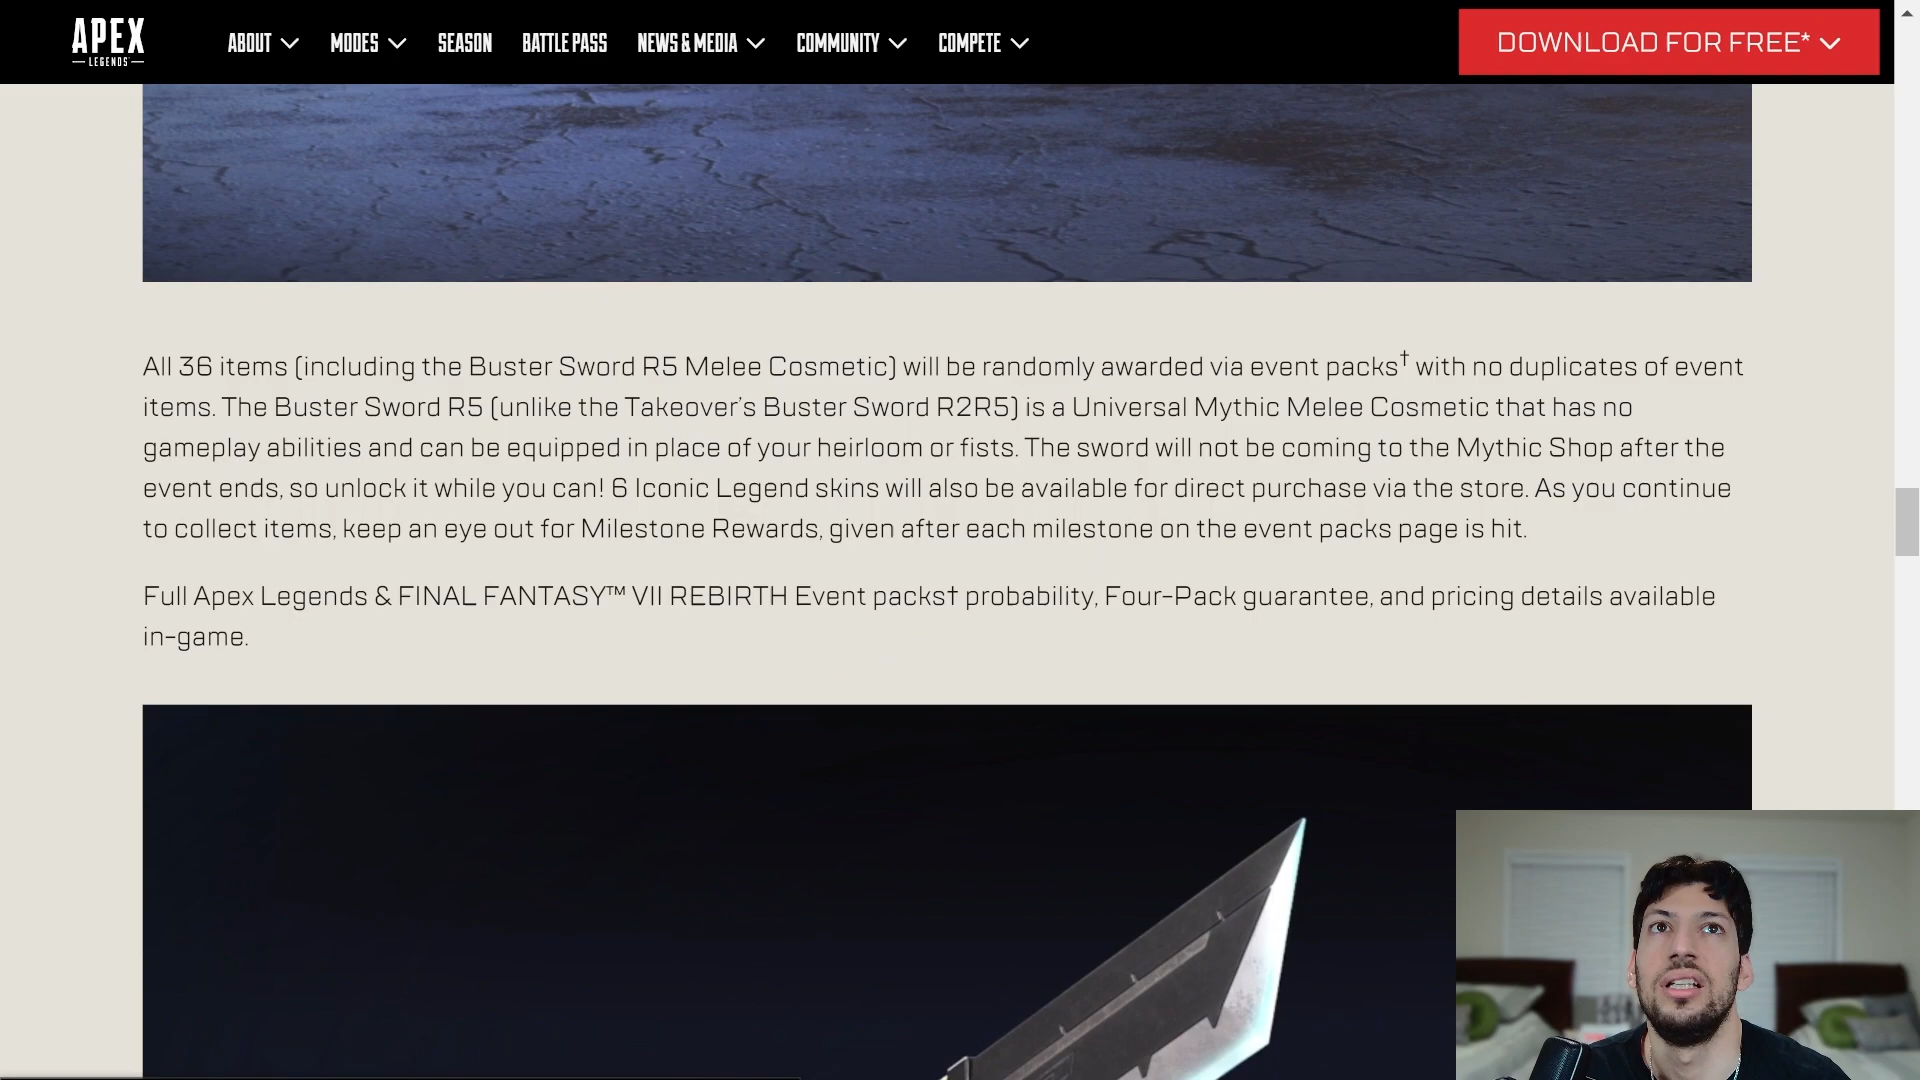 APEX
LEGENDS
ABOUT MODES SEASON BATTLE PASS NEWS & MEDIA COMMUNITY COMPETE
DOWNLOAD FOR FREE*
All 36 items (including the Buster Sword R5 Melee Cosmetic) will be randomly awarded via event packs† with no duplicates of event
items. The Buster Sword R5 (unlike the Takeover’s Buster Sword R2R5) is a Universal Mythic Melee Cosmetic that has no
gameplay abilities and can be equipped in place of your heirloom or fists. The sword will not be coming to the Mythic Shop after the
event ends, so unlock it while you can! 6 Iconic Legend skins will also be available for direct purchase via the store. As you continue
to collect items, keep an eye out for Milestone Rewards, given after each milestone on the event packs page is hit.
Full Apex Legends & FINAL FANTASY™ VII REBIRTH Event packs† probability, Four-Pack guarantee, and pricing details available
in-game.